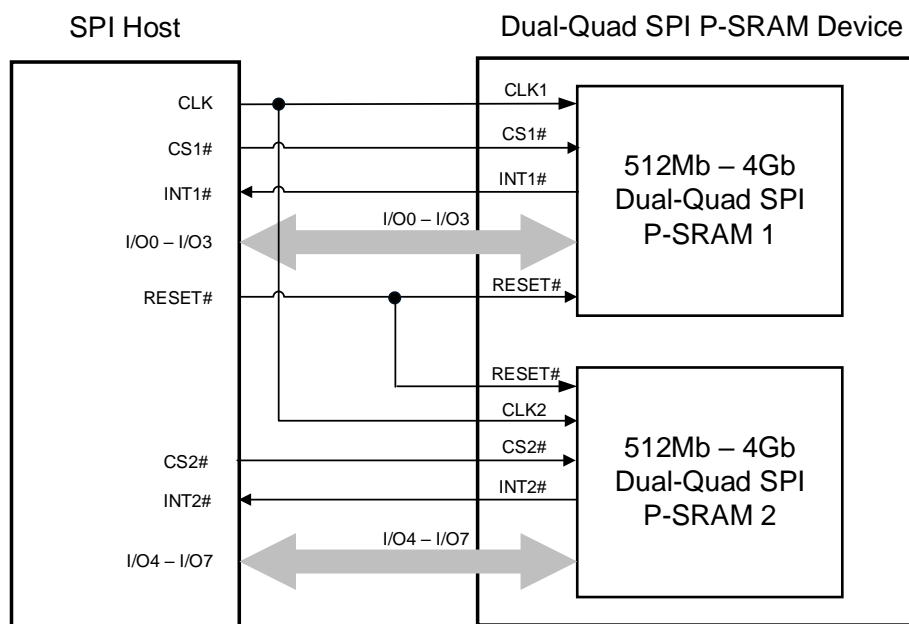 SPI Host
Dual-Quad SPI P-SRAM Device
CLK
CLK1
CS1#
CS1#
INT1#
INT1#
I/O0 – I/O3
I/O0 – I/O3
RESET#
RESET#
512Mb – 4Gb
Dual-Quad SPI
P-SRAM 1
RESET#
CLK2
CS2#
CS2#
INT2#
INT2#
I/O4 – I/O7
I/O4 – I/O7
512Mb – 4Gb
Dual-Quad SPI
P-SRAM 2